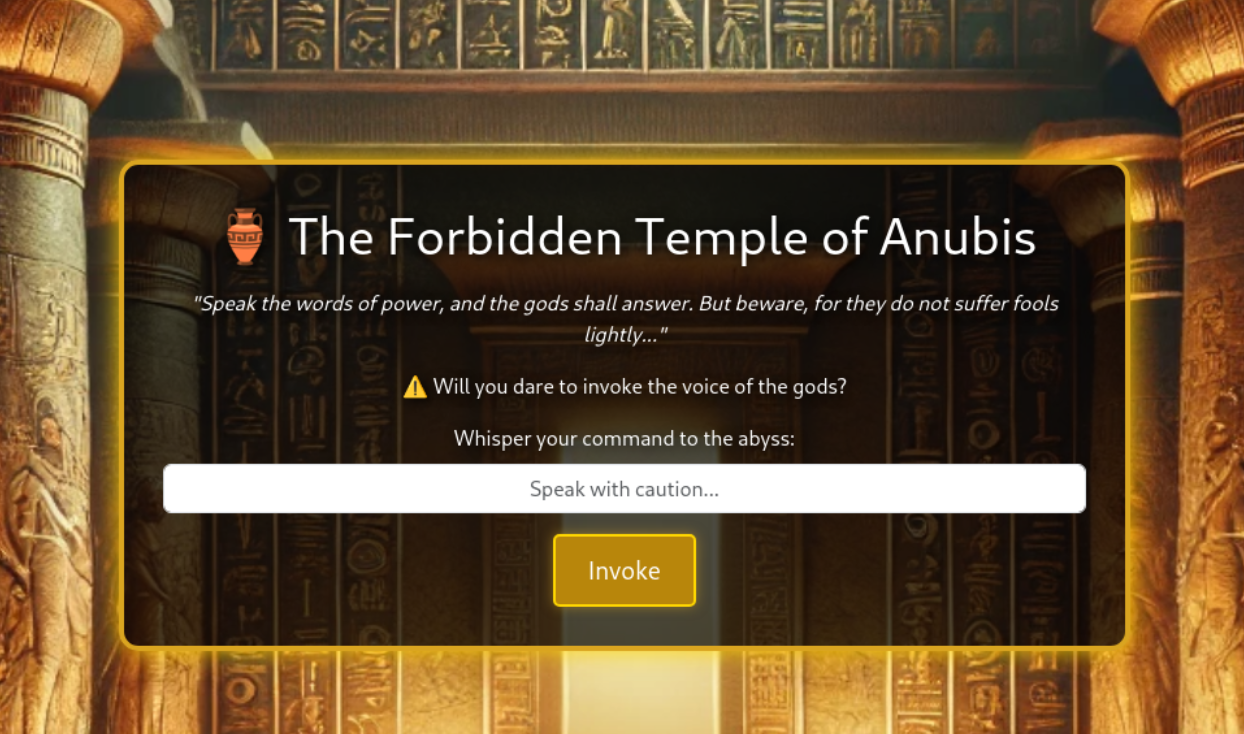 🏺 The Forbidden Temple of Anubis
"Speak the words of power, and the gods shall answer. But beware, for they do not suffer fools
lightly..."
⚠️ Will you dare to invoke the voice of the gods?
Whisper your command to the abyss:
Speak with caution...
Invoke